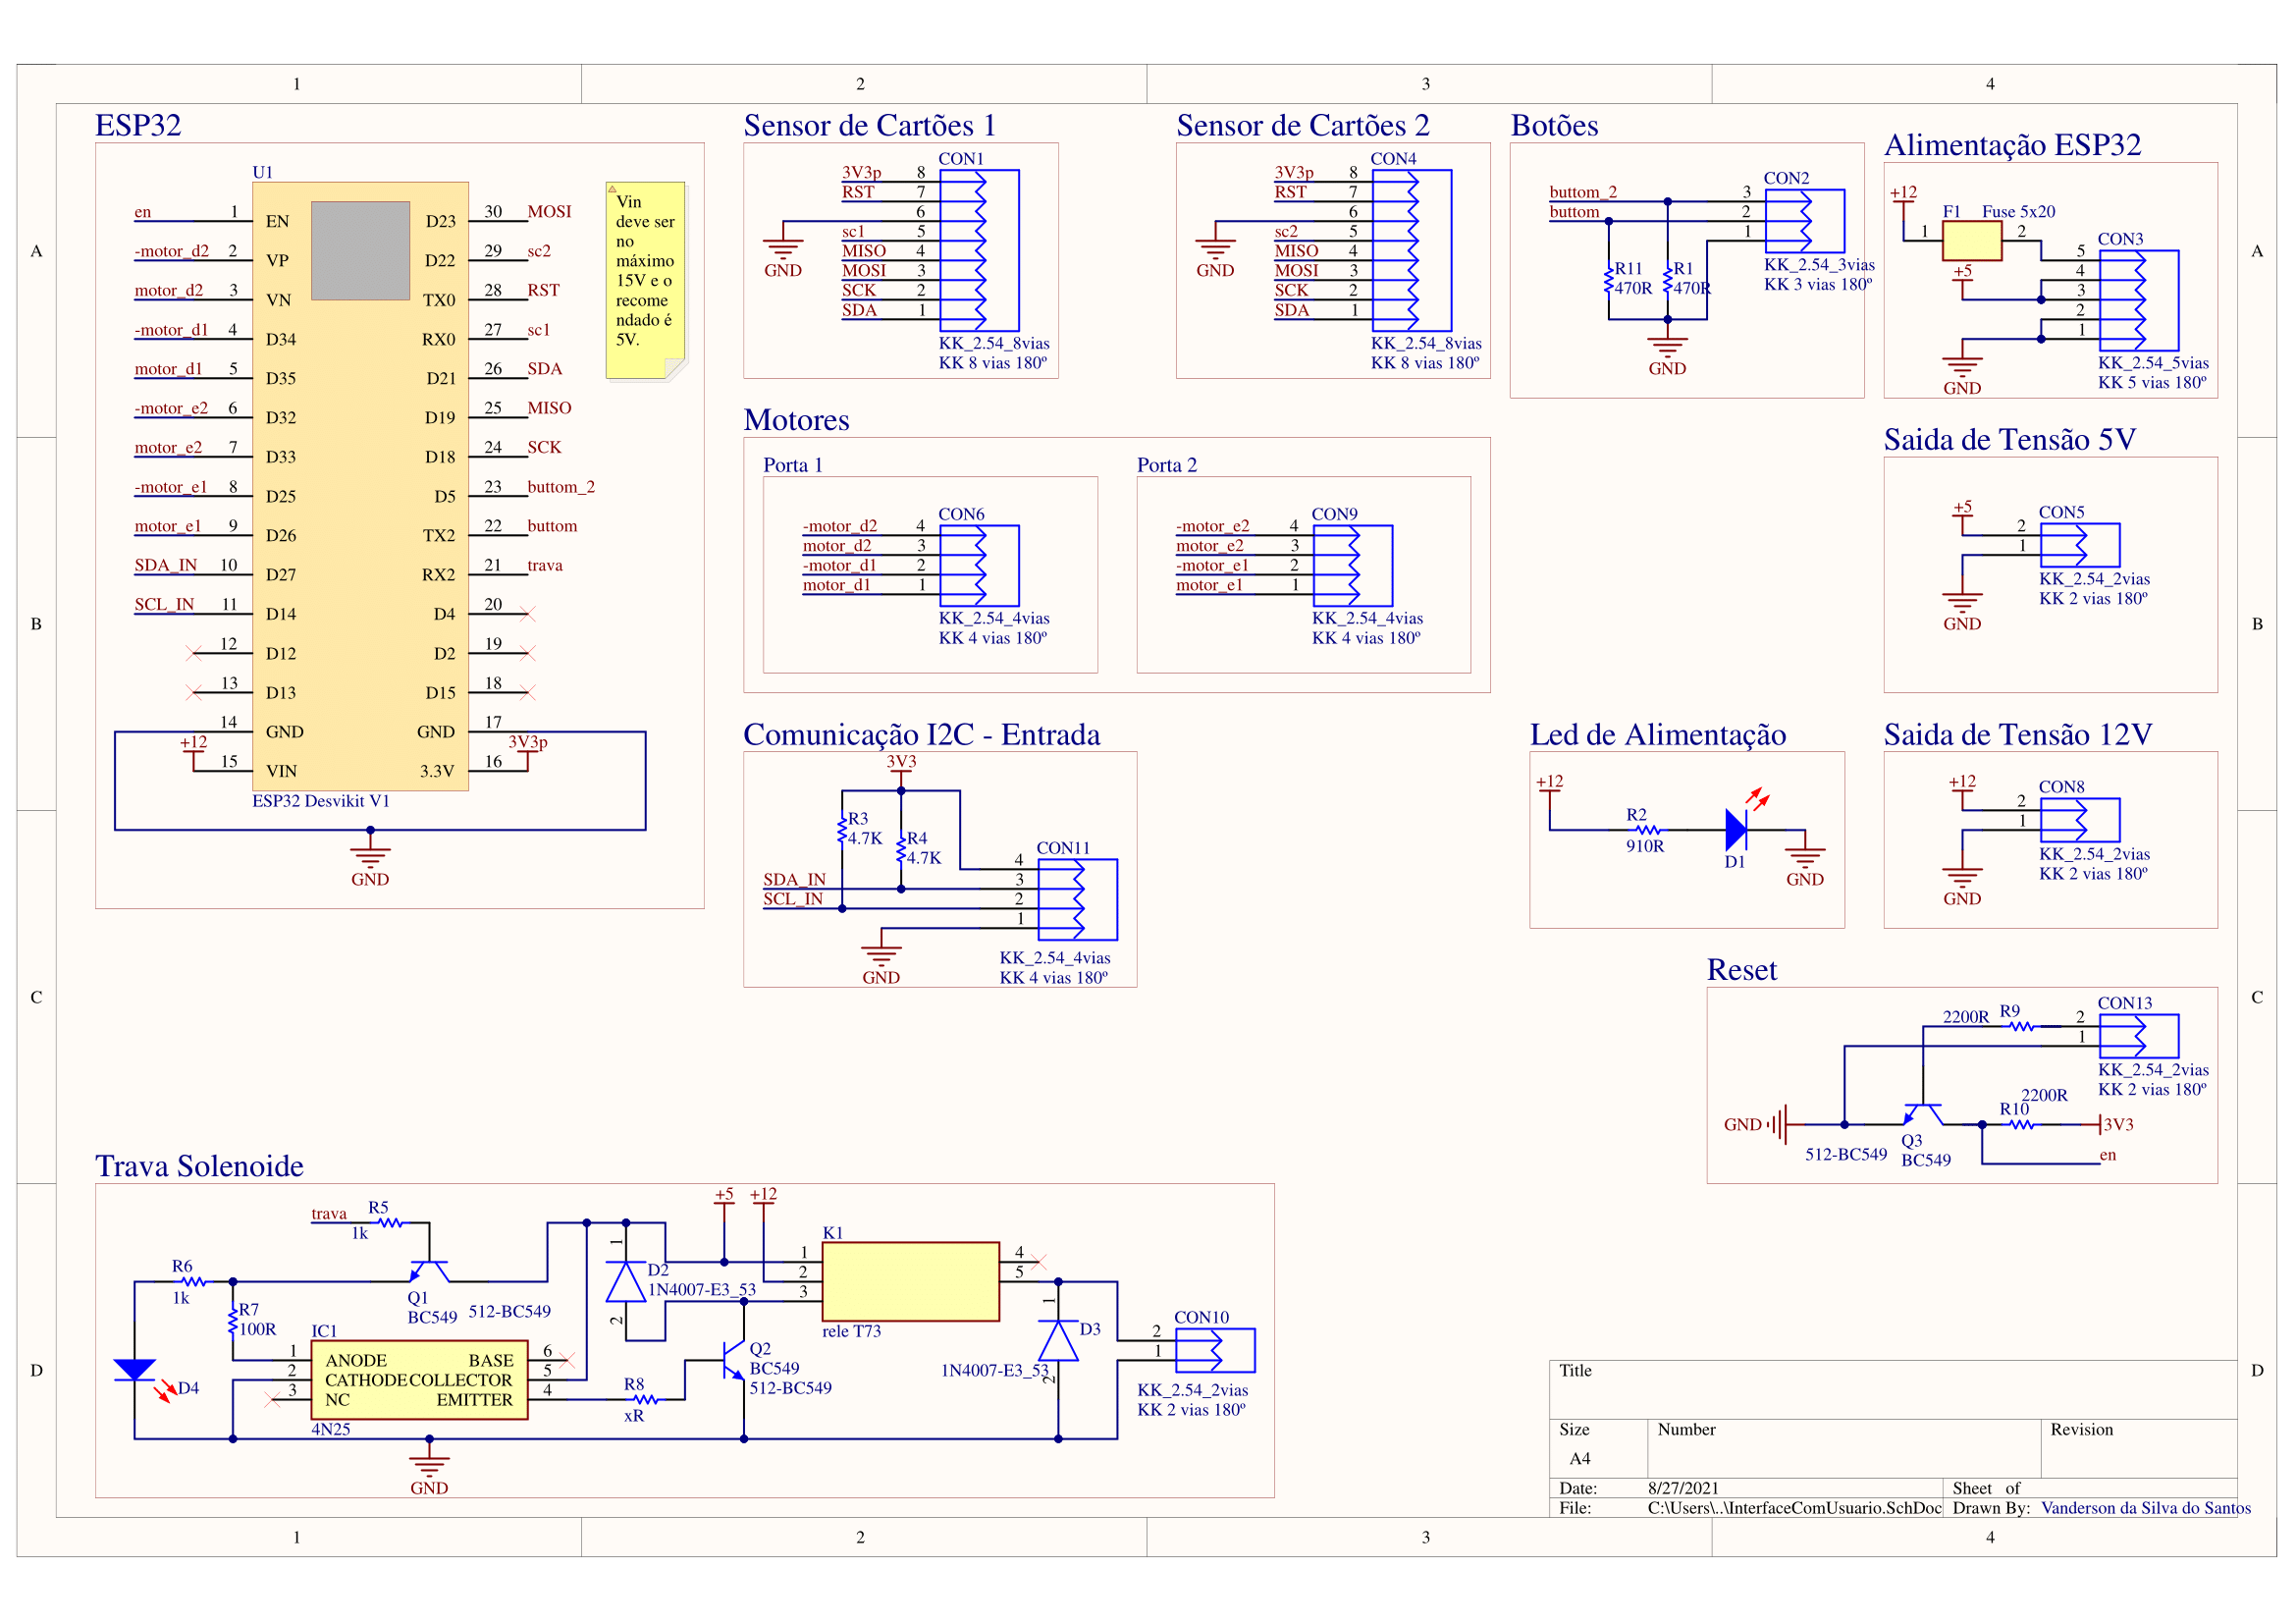 1
2
3
4
A
B
C
D
ESP32
U1
en
1
EN
D23
30
MOSI
-motor_d2
2
VP
D22
29
sc2
motor_d2
3
VN
TX0
28
RST
-motor_d1
4
D34
RX0
27
sc1
motor_d1
5
D35
D21
26
SDA
-motor_e2
6
D32
D19
25
MISO
motor_e2
7
D33
D18
24
SCK
-motor_e1
8
D25
D5
23
buttom_2
motor_e1
9
D26
TX2
22
buttom
SDA_IN
10
D27
RX2
21
trava
SCL_IN
11
D14
D4
20
12
D12
D2
19
13
D13
D15
18
14
GND
GND
17
+12
15
VIN
3.3V
16
3V3p
ESP32 Desvikit V1
GND
Vin
deve ser
no
máximo
15V e o
recome
ndado é
5V.
Sensor de Cartões 1
CON1
3V3p
8
RST
7
6
sc1
5
MISO
4
MOSI
3
SCK
2
SDA
1
GND
KK_2.54_8vias
KK 8 vias 180º
Sensor de Cartões 2
CON4
3V3p
8
RST
7
6
sc2
5
MISO
4
MOSI
3
SCK
2
SDA
1
GND
KK_2.54_8vias
KK 8 vias 180º
Botões
CON2
buttom_2
3
buttom
2
1
R11
470R
R1
470R
KK_2.54_3vias
KK 3 vias 180º
GND
Alimentação ESP32
+12
F1
Fuse 5x20
1
2
CON3
+5
5
4
3
2
1
GND
KK_2.54_5vias
KK 5 vias 180º
Motores
Porta 1
CON6
-motor_d2
4
motor_d2
3
-motor_d1
2
motor_d1
1
KK_2.54_4vias
KK 4 vias 180º
Porta 2
CON9
-motor_e2
4
motor_e2
3
-motor_e1
2
motor_e1
1
KK_2.54_4vias
KK 4 vias 180º
Saida de Tensão 5V
+5
CON5
2
1
KK_2.54_2vias
KK 2 vias 180º
GND
Comunicação I2C - Entrada
3V3
R3
4.7K
R4
4.7K
CON11
4
SDA_IN
3
SCL_IN
2
1
GND
KK_2.54_4vias
KK 4 vias 180º
Led de Alimentação
+12
R2
910R
D1
GND
Saida de Tensão 12V
+12
CON8
2
1
KK_2.54_2vias
KK 2 vias 180º
GND
Reset
CON13
2200R
R9
2
1
KK_2.54_2vias
KK 2 vias 180º
2200R
R10
GND
3V3
Q3
512-BC549
BC549
en
Trava Solenoide
trava
R5
1k
R6
1k
Q1
BC549
512-BC549
R7
100R
D4
IC1
1
ANODE
BASE
6
2
CATHODE
COLLECTOR
5
3
NC
EMITTER
4
4N25
GND
1
D2
1N4007-E3_53
2
R8
xR
Q2
BC549
512-BC549
+5
+12
K1
1
2
3
4
5
rele T73
1
D3
1N4007-E3_53
2
CON10
2
1
KK_2.54_2vias
KK 2 vias 180º
Title
Size
Number
Revision
A4
Date:
8/27/2021
Sheet of
File:
C:\Users\..\InterfaceComUsuario.SchDoc
Drawn By:
Vanderson da Silva do Santos
A
B
C
D
1
2
3
4